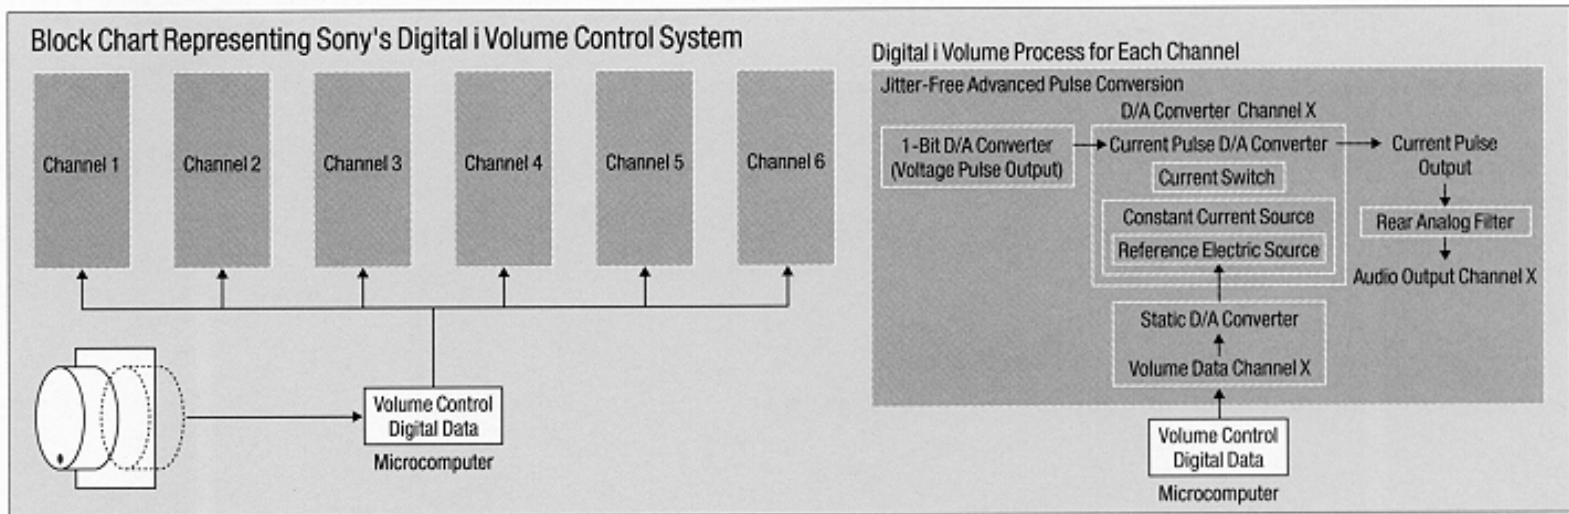 Block Chart Representing Sony's Digital i Volume Control System
Channel 1
Channel 2
Channel 3
Channel 4
Channel 5
Channel 6
Volume Control
Digital Data
Microcomputer
Digital i Volume Process for Each Channel
Jitter-Free Advanced Pulse Conversion
D/A Converter Channel X
1-Bit D/A Converter
(Voltage Pulse Output)
Current Pulse D/A Converter
Current Pulse
Output
Current Switch
Constant Current Source
Reference Electric Source
Rear Analog Filter
Audio Output Channel X
Static D/A Converter
Volume Data Channel X
Volume Control
Digital Data
Microcomputer